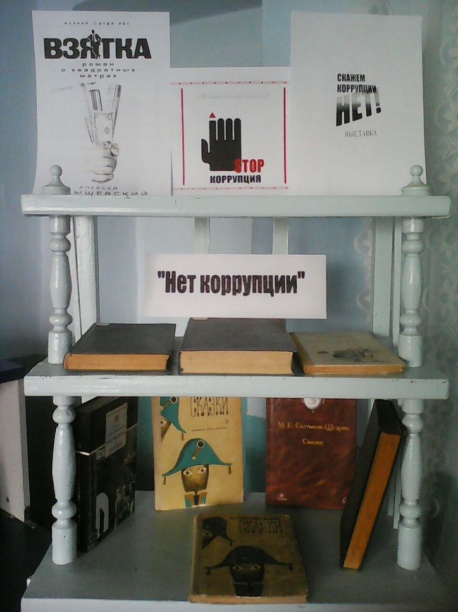 ВЗЯТКА
роман
о квадратных
метрах
АЛЕКСЕЙ
STOP
КОРРУПЦИЯ
СКАЖЕМ
КОРРУПЦИИ
НЕТ!
ВЫСТАВКА
"Нет коррупции"
СКАЗКИ
М. Е. Салтыков-Щедрин
Сказки